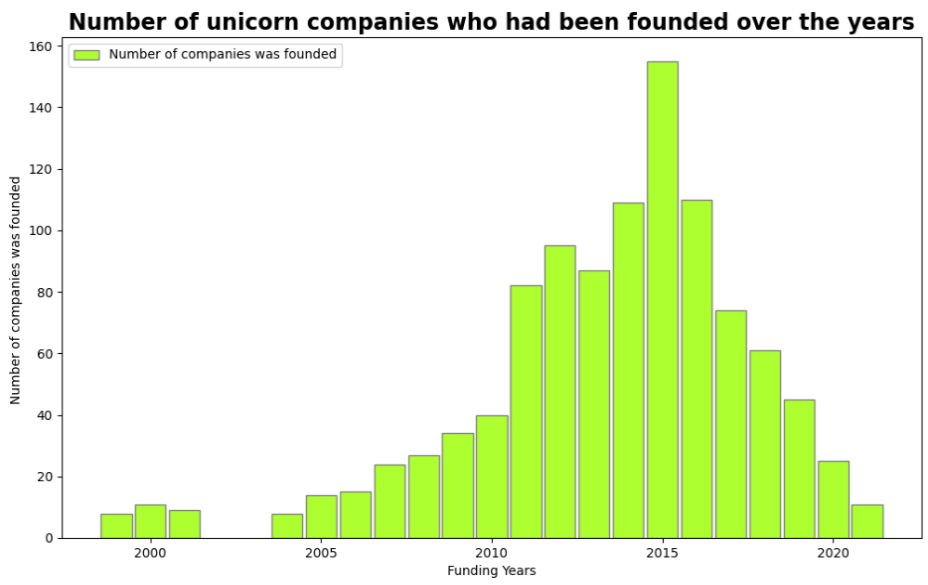 Number of unicorn companies who had been founded over the years
Number of companies was founded
160
140
120
100
80
60
40
20
0
Number of companies was founded
2000 2005 2010 2015 2020
Funding Years